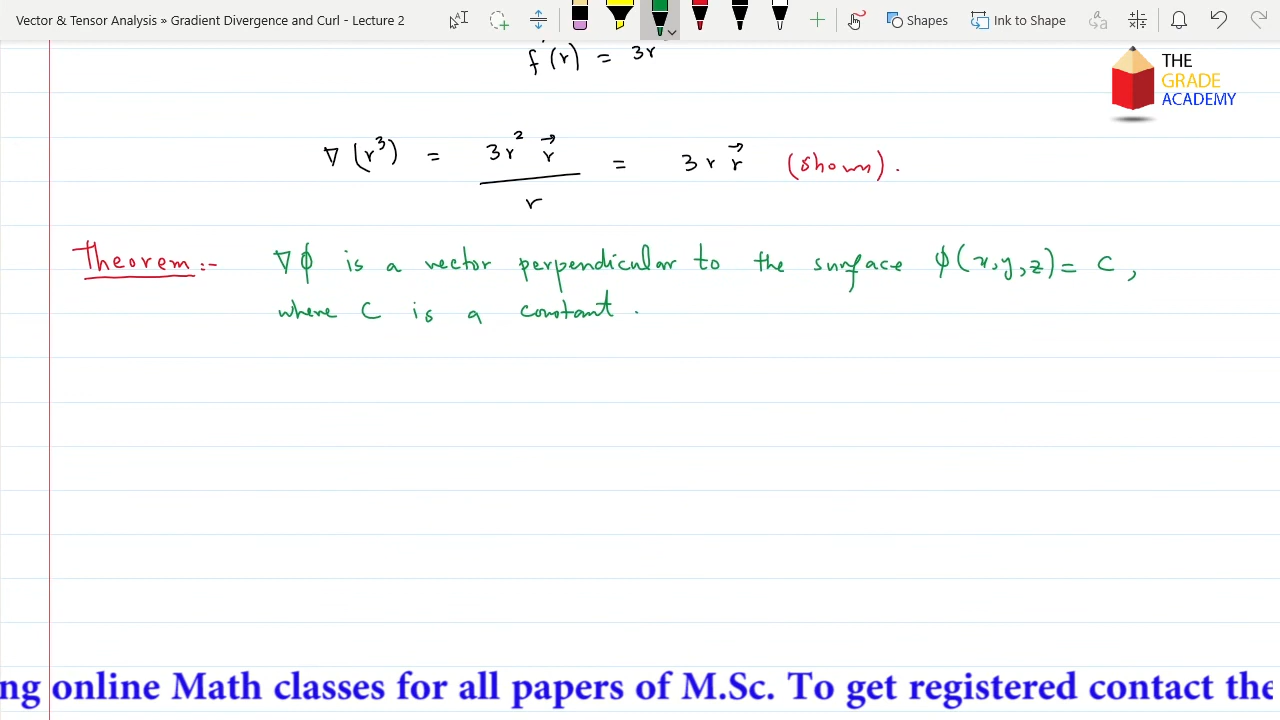 Vector & Tensor Analysis » Gradient Divergence and Curl - Lecture 2
Shapes
Ink to Shape
f'(r) = 3r
THE
GRADE
ACADEMY
∇(r³) = 3r² r⃗ / r = 3 r r⃗ (shown).
Theorem :- ∇ϕ is a vector perpendicular to the surface ϕ(x,y,z) = c,
where c is a constant.
ng online Math classes for all papers of M.Sc. To get registered contact the